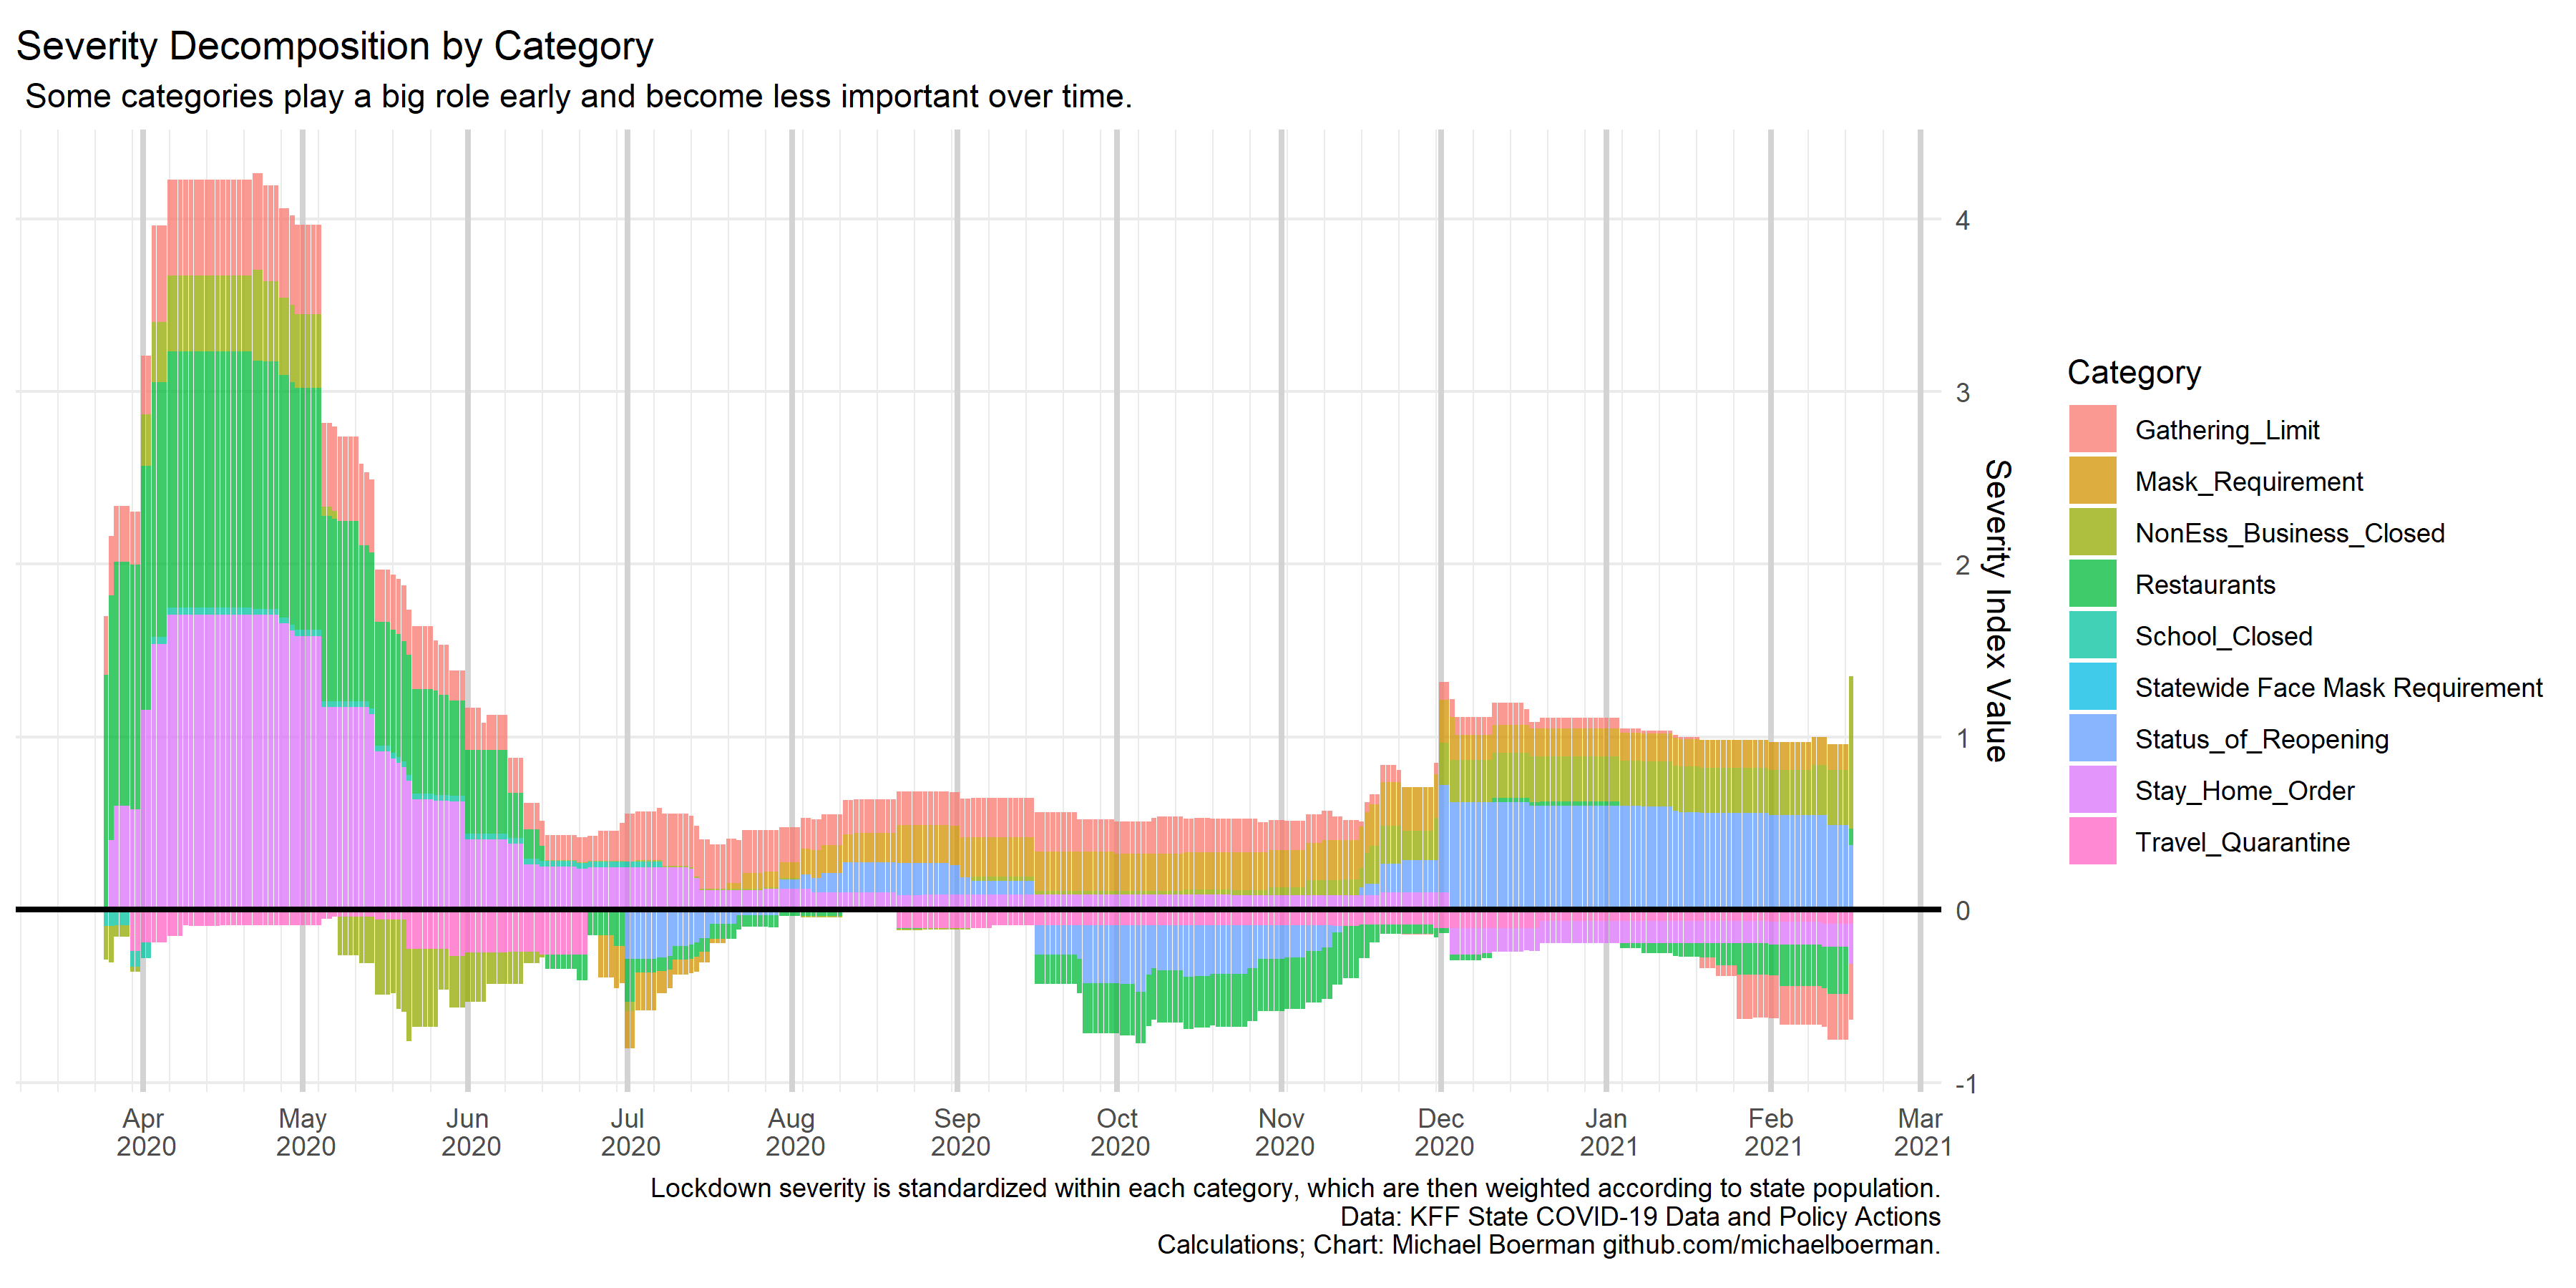 Severity Decomposition by Category
Some categories play a big role early and become less important over time.
4
3
2
1
0
-1
Severity Index Value
Apr 2020
May 2020
Jun 2020
Jul 2020
Aug 2020
Sep 2020
Oct 2020
Nov 2020
Dec 2020
Jan 2021
Feb 2021
Mar 2021
Category
Gathering_Limit
Mask_Requirement
NonEss_Business_Closed
Restaurants
School_Closed
Statewide Face Mask Requirement
Status_of_Reopening
Stay_Home_Order
Travel_Quarantine
Lockdown severity is standardized within each category, which are then weighted according to state population.
Data: KFF State COVID-19 Data and Policy Actions
Calculations; Chart: Michael Boerman github.com/michaelboerman.